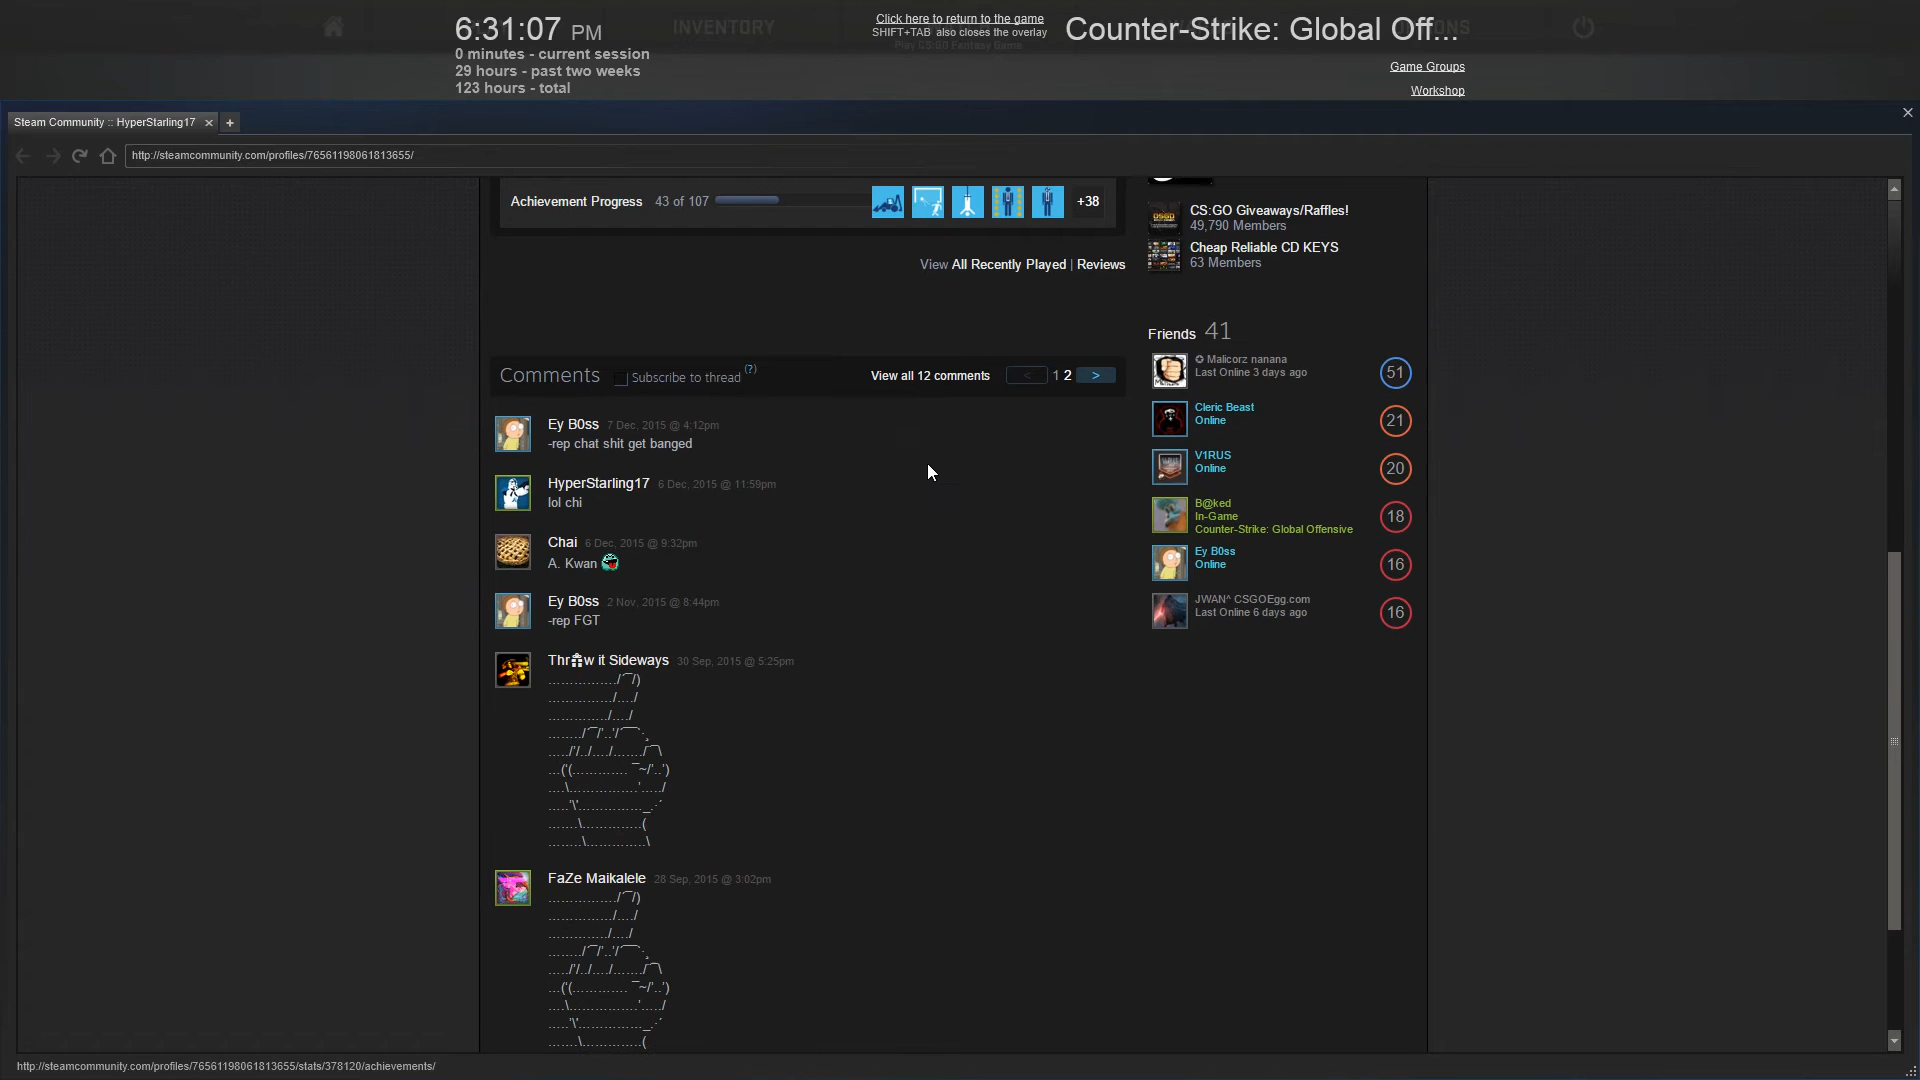 6:31:07 PM
0 minutes - current session
29 hours - past two weeks
123 hours - total
INVENTORY
Click here to return to the game
SHIFT+TAB also closes the overlay
Play CS:GO Fantasy Game
Counter-Strike: Global Off...
Game Groups
Workshop
Steam Community :: HyperStarling17
http://steamcommunity.com/profiles/76561198061813655/
Achievement Progress 43 of 107
+38
View All Recently Played | Reviews
CS:GO Giveaways/Raffles!
49,790 Members
Cheap Reliable CD KEYS
63 Members
Friends 41
✪ Malicorz nanana
Last Online 3 days ago
51
Cleric Beast
Online
21
V1RUS
Online
20
B@ked
In-Game
Counter-Strike: Global Offensive
18
Ey B0ss
Online
16
JWAN^ CSGOEgg.com
Last Online 6 days ago
16
Comments Subscribe to thread (?)
View all 12 comments < 1 2 >
Ey B0ss 7 Dec, 2015 @ 4:12pm
-rep chat shit get banged
HyperStarling17 6 Dec, 2015 @ 11:59pm
lol chi
Chai 6 Dec, 2015 @ 9:32pm
A. Kwan
Ey B0ss 2 Nov, 2015 @ 8:44pm
-rep FGT
w it Sideways 30 Sep, 2015 @ 5:25pm
FaZe Maikalele 28 Sep, 2015 @ 3:02pm
http://steamcommunity.com/profiles/76561198061813655/stats/378120/achievements/